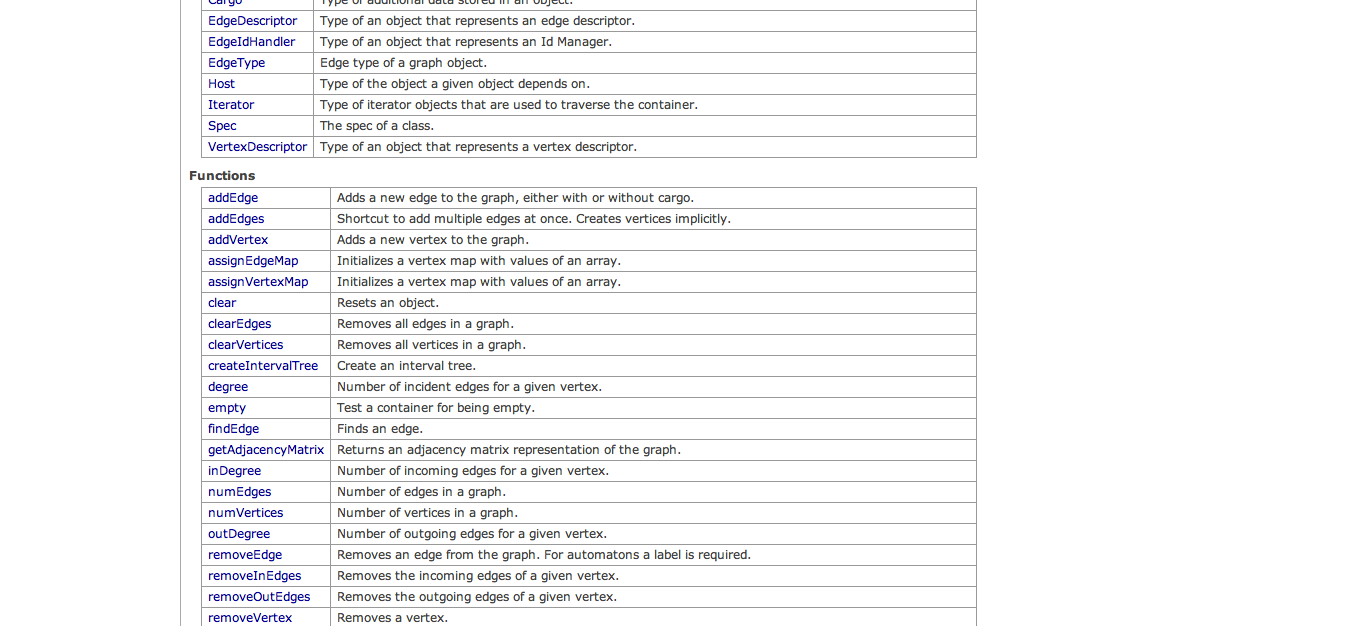 Cargo Type of additional data stored in an object.
EdgeDescriptor Type of an object that represents an edge descriptor.
EdgeIdHandler Type of an object that represents an Id Manager.
EdgeType Edge type of a graph object.
Host Type of the object a given object depends on.
Iterator Type of iterator objects that are used to traverse the container.
Spec The spec of a class.
VertexDescriptor Type of an object that represents a vertex descriptor.
Functions
addEdge Adds a new edge to the graph, either with or without cargo.
addEdges Shortcut to add multiple edges at once. Creates vertices implicitly.
addVertex Adds a new vertex to the graph.
assignEdgeMap Initializes a vertex map with values of an array.
assignVertexMap Initializes a vertex map with values of an array.
clear Resets an object.
clearEdges Removes all edges in a graph.
clearVertices Removes all vertices in a graph.
createIntervalTree Create an interval tree.
degree Number of incident edges for a given vertex.
empty Test a container for being empty.
findEdge Finds an edge.
getAdjacencyMatrix Returns an adjacency matrix representation of the graph.
inDegree Number of incoming edges for a given vertex.
numEdges Number of edges in a graph.
numVertices Number of vertices in a graph.
outDegree Number of outgoing edges for a given vertex.
removeEdge Removes an edge from the graph. For automatons a label is required.
removeInEdges Removes the incoming edges of a given vertex.
removeOutEdges Removes the outgoing edges of a given vertex.
removeVertex Removes a vertex.